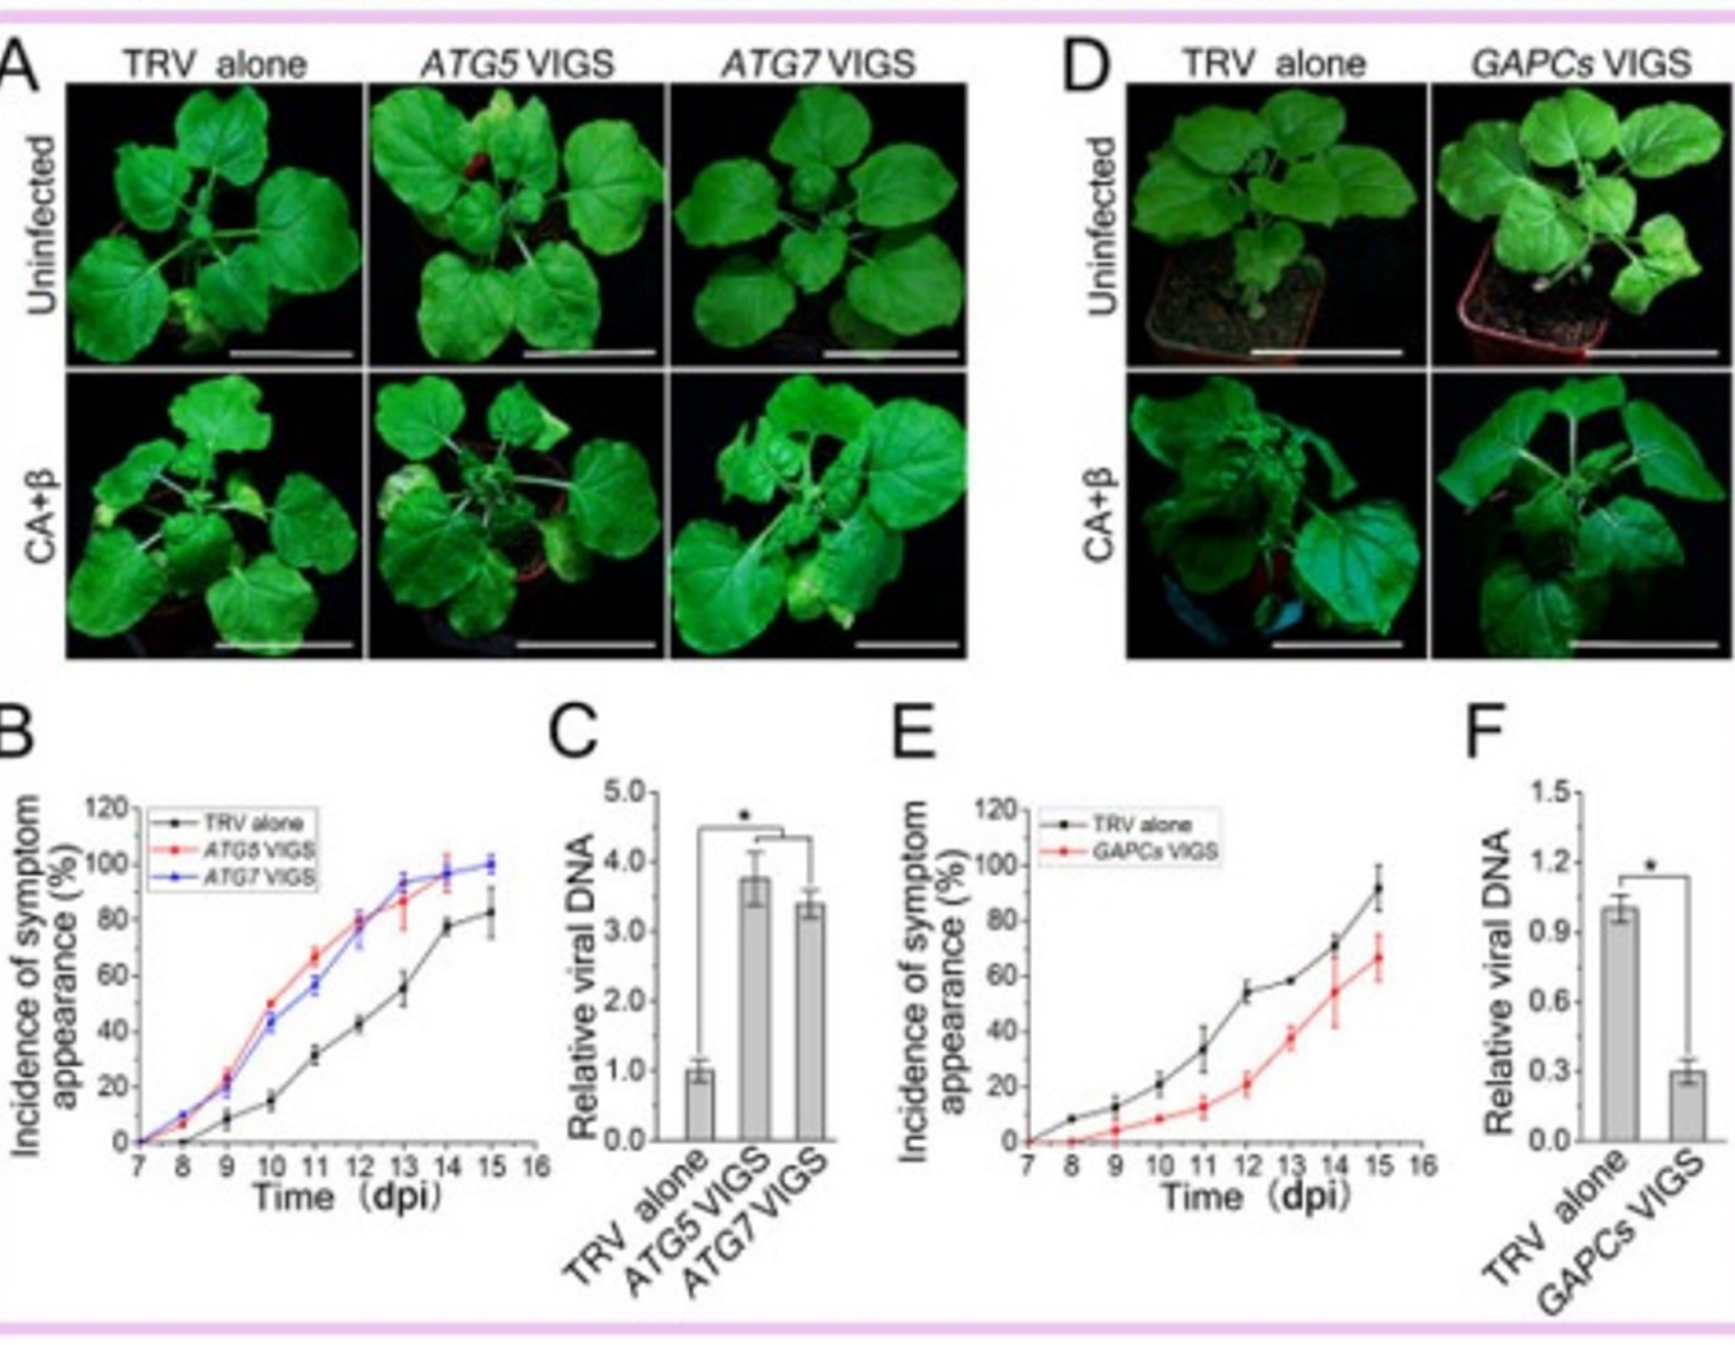 A
TRV alone
ATG5 VIGS
ATG7 VIGS
Uninfected
CA+β
D
TRV alone
GAPCs VIGS
Uninfected
CA+β
B
Incidence of symptom
appearance (%)
120
100
80
60
40
20
0
TRV alone
ATG5 VIGS
ATG7 VIGS
7 8 9 10 11 12 13 14 15 16
Time (dpi)
C
Relative viral DNA
5.0
4.0
3.0
2.0
1.0
0.0
*
TRV alone
ATG5 VIGS
ATG7 VIGS
E
Incidence of symptom
appearance (%)
120
100
80
60
40
20
0
TRV alone
GAPCs VIGS
7 8 9 10 11 12 13 14 15 16
Time (dpi)
F
Relative viral DNA
1.5
1.2
0.9
0.6
0.3
0.0
*
TRV alone
GAPCs VIGS